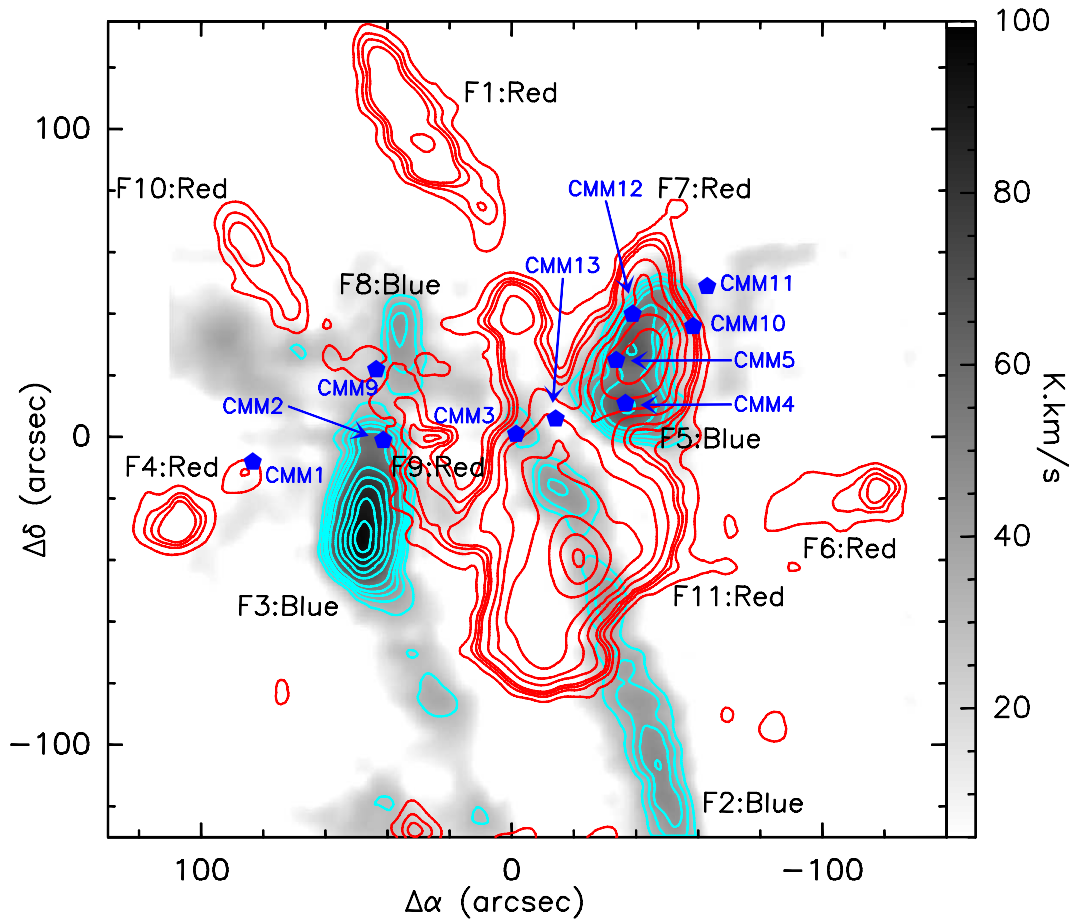 100
F1:Red
100
F10:Red
CMM12
F7:Red
80
CMM13
F8:Blue
CMM11
CMM10
60
CMM5
CMM9
CMM2
CMM3
CMM4
0
F5:Blue
F4:Red
CMM1
F9:Red
K.km/s
Δδ (arcsec)
40
F6:Red
F3:Blue
F11:Red
20
−100
F2:Blue
100
0
−100
Δα (arcsec)